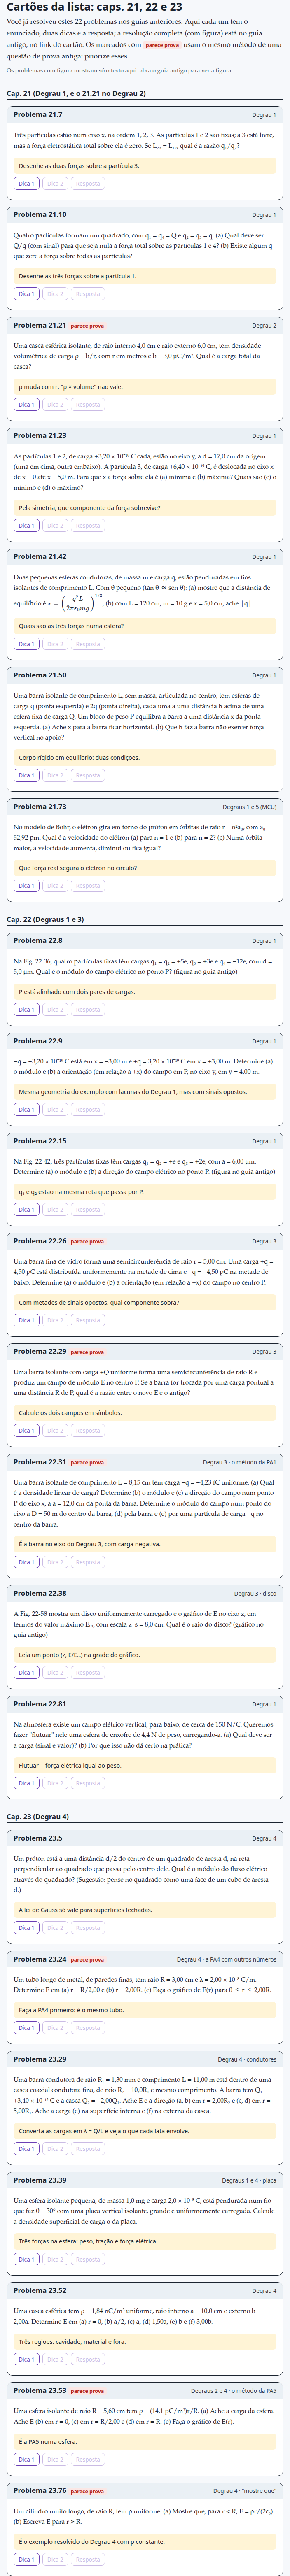 Cartões da lista: caps. 21, 22 e 23
Você já resolveu estes 22 problemas nos guias anteriores. Aqui cada um tem o
enunciado, duas dicas e a resposta; a resolução completa (com figura) está no guia
antigo, no link do cartão. Os marcados com parece prova usam o mesmo método de uma
questão de prova antiga: priorize esses.
Os problemas com figura mostram só o texto aqui: abra o guia antigo para ver a figura.
Cap. 21 (Degrau 1, e o 21.21 no Degrau 2)
Problema 21.7 Degrau 1
Três partículas estão num eixo x, na ordem 1, 2, 3. As partículas 1 e 2 são fixas; a 3 está livre,
mas a força eletrostática total sobre ela é zero. Se L₂₃ = L₁₂, qual é a razão q₁/q₂?
Desenhe as duas forças sobre a partícula 3.
Dica 1 Dica 2 Resposta
Problema 21.10 Degrau 1
Quatro partículas formam um quadrado, com q₁ = q₄ = Q e q₂ = q₃ = q. (a) Qual deve ser
Q/q (com sinal) para que seja nula a força total sobre as partículas 1 e 4? (b) Existe algum q
que zere a força sobre todas as partículas?
Desenhe as três forças sobre a partícula 1.
Dica 1 Dica 2 Resposta
Problema 21.21 parece prova Degrau 2
Uma casca esférica isolante, de raio interno 4,0 cm e raio externo 6,0 cm, tem densidade
volumétrica de carga ρ = b/r, com r em metros e b = 3,0 μC/m². Qual é a carga total da
casca?
ρ muda com r: "ρ × volume" não vale.
Dica 1 Dica 2 Resposta
Problema 21.23 Degrau 1
As partículas 1 e 2, de carga +3,20 × 10⁻¹⁹ C cada, estão no eixo y, a d = 17,0 cm da origem
(uma em cima, outra embaixo). A partícula 3, de carga +6,40 × 10⁻¹⁹ C, é deslocada no eixo x
de x = 0 até x = 5,0 m. Para que x a força sobre ela é (a) mínima e (b) máxima? Quais são (c) o
mínimo e (d) o máximo?
Pela simetria, que componente da força sobrevive?
Dica 1 Dica 2 Resposta
Problema 21.42 Degrau 1
Duas pequenas esferas condutoras, de massa m e carga q, estão penduradas em fios
isolantes de comprimento L. Com θ pequeno (tan θ ≈ sen θ): (a) mostre que a distância de
equilíbrio é x = (q²L / 2πε₀mg)^1/3; (b) com L = 120 cm, m = 10 g e x = 5,0 cm, ache |q|.
Quais são as três forças numa esfera?
Dica 1 Dica 2 Resposta
Problema 21.50 Degrau 1
Uma barra isolante de comprimento L, sem massa, articulada no centro, tem esferas de
carga q (ponta esquerda) e 2q (ponta direita), cada uma a uma distância h acima de uma
esfera fixa de carga Q. Um bloco de peso P equilibra a barra a uma distância x da ponta
esquerda. (a) Ache x para a barra ficar horizontal. (b) Que h faz a barra não exercer força
vertical no apoio?
Corpo rígido em equilíbrio: duas condições.
Dica 1 Dica 2 Resposta
Problema 21.73 Degraus 1 e 5 (MCU)
No modelo de Bohr, o elétron gira em torno do próton em órbitas de raio r = n²a₀, com a₀ =
52,92 pm. Qual é a velocidade do elétron (a) para n = 1 e (b) para n = 2? (c) Numa órbita
maior, a velocidade aumenta, diminui ou fica igual?
Que força real segura o elétron no círculo?
Dica 1 Dica 2 Resposta
Cap. 22 (Degraus 1 e 3)
Problema 22.8 Degrau 1
Na Fig. 22-36, quatro partículas fixas têm cargas q₁ = q₂ = +5e, q₃ = +3e e q₄ = −12e, com d =
5,0 μm. Qual é o módulo do campo elétrico no ponto P? (figura no guia antigo)
P está alinhado com dois pares de cargas.
Dica 1 Dica 2 Resposta
Problema 22.9 Degrau 1
−q = −3,20 × 10⁻¹⁹ C está em x = −3,00 m e +q = 3,20 × 10⁻¹⁹ C em x = +3,00 m. Determine (a)
o módulo e (b) a orientação (em relação a +x) do campo em P, no eixo y, em y = 4,00 m.
Mesma geometria do exemplo com lacunas do Degrau 1, mas com sinais opostos.
Dica 1 Dica 2 Resposta
Problema 22.15 Degrau 1
Na Fig. 22-42, três partículas fixas têm cargas q₁ = q₂ = +e e q₃ = +2e, com a = 6,00 μm.
Determine (a) o módulo e (b) a direção do campo elétrico no ponto P. (figura no guia antigo)
q₁ e q₂ estão na mesma reta que passa por P.
Dica 1 Dica 2 Resposta
Problema 22.26 parece prova Degrau 3
Uma barra fina de vidro forma uma semicircunferência de raio r = 5,00 cm. Uma carga +q =
4,50 pC está distribuída uniformemente na metade de cima e −q = −4,50 pC na metade de
baixo. Determine (a) o módulo e (b) a orientação (em relação a +x) do campo no centro P.
Com metades de sinais opostos, qual componente sobra?
Dica 1 Dica 2 Resposta
Problema 22.29 parece prova Degrau 3
Uma barra isolante com carga +Q uniforme forma uma semicircunferência de raio R e
produz um campo de módulo E no centro P. Se a barra for trocada por uma carga pontual a
uma distância R de P, qual é a razão entre o novo E e o antigo?
Calcule os dois campos em símbolos.
Dica 1 Dica 2 Resposta
Problema 22.31 parece prova Degrau 3 · o método da PA1
Uma barra isolante de comprimento L = 8,15 cm tem carga −q = −4,23 fC uniforme. (a) Qual
é a densidade linear de carga? Determine (b) o módulo e (c) a direção do campo num ponto
P do eixo x, a a = 12,0 cm da ponta da barra. Determine o módulo do campo num ponto do
eixo a D = 50 m do centro da barra, (d) pela barra e (e) por uma partícula de carga −q no
centro da barra.
É a barra no eixo do Degrau 3, com carga negativa.
Dica 1 Dica 2 Resposta
Problema 22.38 Degrau 3 · disco
A Fig. 22-58 mostra um disco uniformemente carregado e o gráfico de E no eixo z, em
termos do valor máximo Eₘ, com escala z_s = 8,0 cm. Qual é o raio do disco? (gráfico no
guia antigo)
Leia um ponto (z, E/Eₘ) na grade do gráfico.
Dica 1 Dica 2 Resposta
Problema 22.81 Degrau 1
Na atmosfera existe um campo elétrico vertical, para baixo, de cerca de 150 N/C. Queremos
fazer "flutuar" nele uma esfera de enxofre de 4,4 N de peso, carregando-a. (a) Qual deve ser
a carga (sinal e valor)? (b) Por que isso não dá certo na prática?
Flutuar = força elétrica igual ao peso.
Dica 1 Dica 2 Resposta
Cap. 23 (Degrau 4)
Problema 23.5 Degrau 4
Um próton está a uma distância d/2 do centro de um quadrado de aresta d, na reta
perpendicular ao quadrado que passa pelo centro dele. Qual é o módulo do fluxo elétrico
através do quadrado? (Sugestão: pense no quadrado como uma face de um cubo de aresta
d.)
A lei de Gauss só vale para superfícies fechadas.
Dica 1 Dica 2 Resposta
Problema 23.24 parece prova Degrau 4 · a PA4 com outros números
Um tubo longo de metal, de paredes finas, tem raio R = 3,00 cm e λ = 2,00 × 10⁻⁸ C/m.
Determine E em (a) r = R/2,00 e (b) r = 2,00R. (c) Faça o gráfico de E(r) para 0 ≤ r ≤ 2,00R.
Faça a PA4 primeiro: é o mesmo tubo.
Dica 1 Dica 2 Resposta
Problema 23.29 Degrau 4 · condutores
Uma barra condutora de raio R₁ = 1,30 mm e comprimento L = 11,00 m está dentro de uma
casca coaxial condutora fina, de raio R₂ = 10,0R₁ e mesmo comprimento. A barra tem Q₁ =
+3,40 × 10⁻¹² C e a casca Q₂ = −2,00Q₁. Ache E e a direção (a, b) em r = 2,00R₂ e (c, d) em r =
5,00R₁. Ache a carga (e) na superfície interna e (f) na externa da casca.
Converta as cargas em λ = Q/L e veja o que cada lata envolve.
Dica 1 Dica 2 Resposta
Problema 23.39 parece prova Degraus 1 e 4 · placa
Uma esfera isolante pequena, de massa 1,0 mg e carga 2,0 × 10⁻⁸ C, está pendurada num fio
que faz θ = 30° com uma placa vertical isolante, grande e uniformemente carregada. Calcule
a densidade superficial de carga σ da placa.
Três forças na esfera: peso, tração e força elétrica.
Dica 1 Dica 2 Resposta
Problema 23.52 Degrau 4
Uma casca esférica tem ρ = 1,84 nC/m³ uniforme, raio interno a = 10,0 cm e externo b =
2,00a. Determine E em (a) r = 0, (b) a/2, (c) a, (d) 1,50a, (e) b e (f) 3,00b.
Três regiões: cavidade, material e fora.
Dica 1 Dica 2 Resposta
Problema 23.53 parece prova Degraus 2 e 4 · o método da PA5
Uma esfera isolante de raio R = 5,60 cm tem ρ = (14,1 pC/m³)r/R. (a) Ache a carga da esfera.
Ache E (b) em r = 0, (c) em r = R/2,00 e (d) em r = R. (e) Faça o gráfico de E(r).
É a PA5 numa esfera.
Dica 1 Dica 2 Resposta
Problema 23.76 parece prova Degrau 4 · "mostre que"
Um cilindro muito longo, de raio R, tem ρ uniforme. (a) Mostre que, para r < R, E = ρr/(2ε₀).
(b) Escreva E para r > R.
É o exemplo resolvido do Degrau 4 com ρ constante.
Dica 1 Dica 2 Resposta